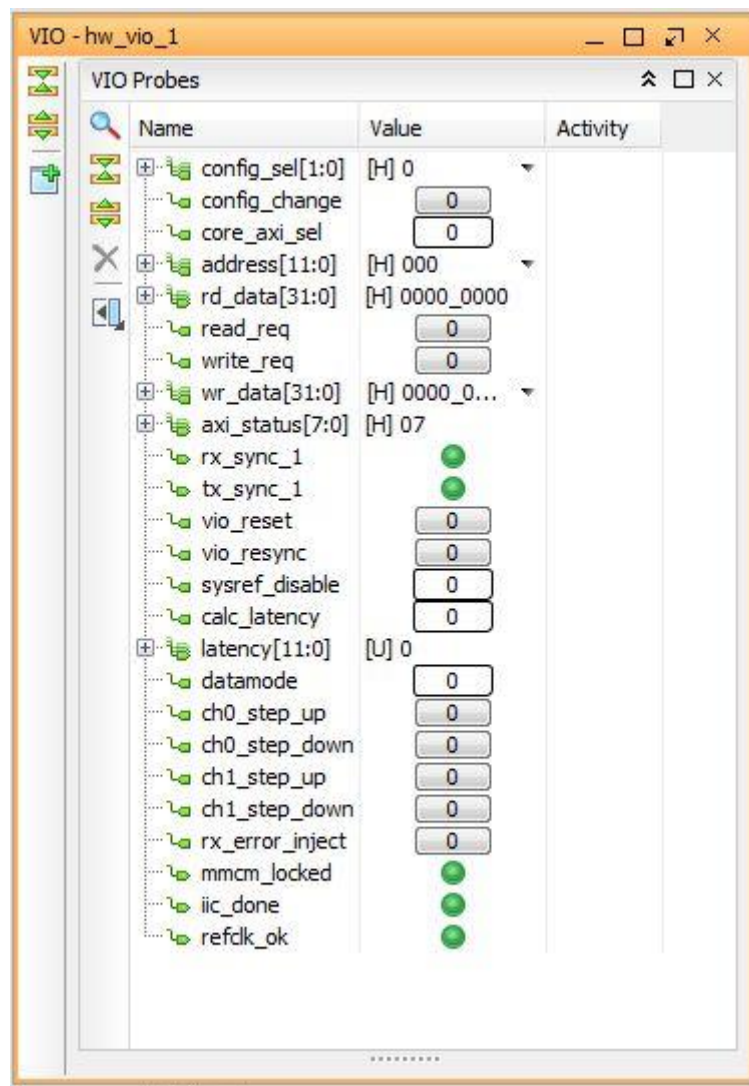 VIO - hw_vio_1
VIO Probes
Name Value Activity
config_sel[1:0] [H] 0
config_change 0
core_axi_sel 0
address[11:0] [H] 000
rd_data[31:0] [H] 0000_0000
read_req 0
write_req 0
wr_data[31:0] [H] 0000_0...
axi_status[7:0] [H] 07
rx_sync_1
tx_sync_1
vio_reset 0
vio_resync 0
sysref_disable 0
calc_latency 0
latency[11:0] [U] 0
datamode 0
ch0_step_up 0
ch0_step_down 0
ch1_step_up 0
ch1_step_down 0
rx_error_inject 0
mmcm_locked
iic_done
refclk_ok